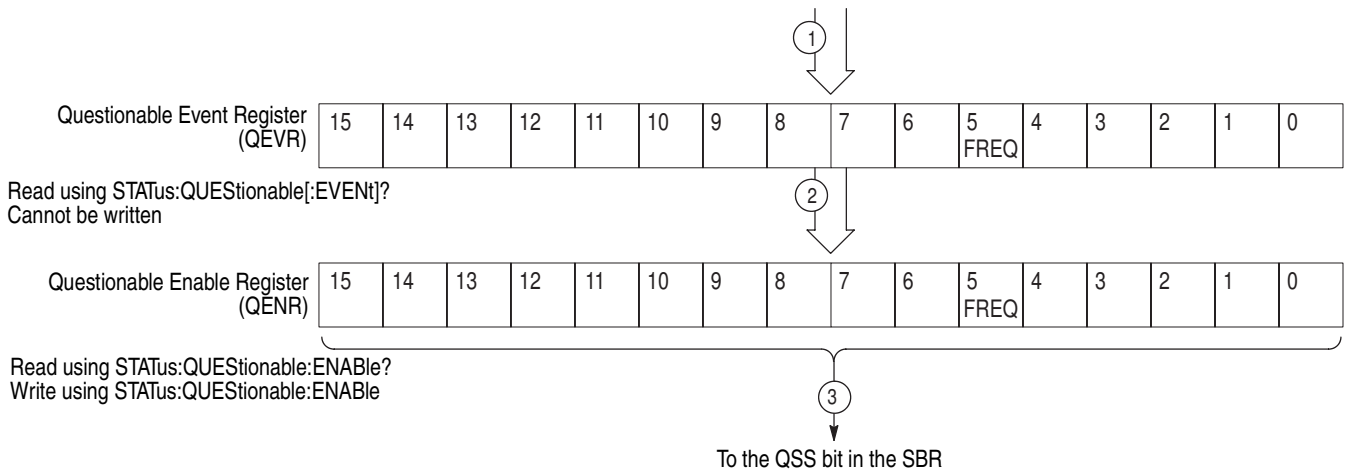 1
Questionable Event Register
(QEVR)
15 14 13 12 11 10 9 8 7 6 5 4 3 2 1 0
FREQ
Read using STATus:QUEStionable[:EVENt]?
Cannot be written
2
Questionable Enable Register
(QENR)
15 14 13 12 11 10 9 8 7 6 5 4 3 2 1 0
FREQ
Read using STATus:QUEStionable:ENABle?
Write using STATus:QUEStionable:ENABle
3
To the QSS bit in the SBR